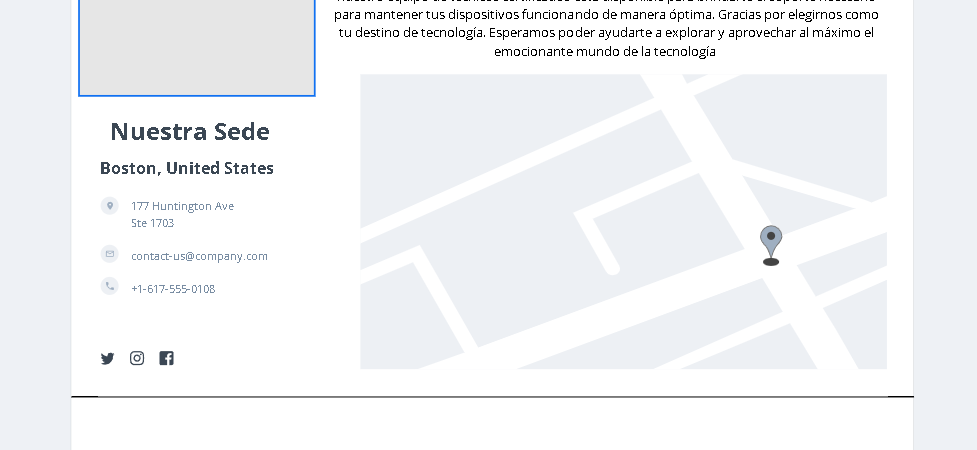 para mantener tus dispositivos funcionando de manera óptima. Gracias por elegirnos como
tu destino de tecnología. Esperamos poder ayudarte a explorar y aprovechar al máximo el
emocionante mundo de la tecnología
Nuestra Sede
Boston, United States
177 Huntington Ave
Ste 1703
contact-us@company.com
+1-617-555-0108